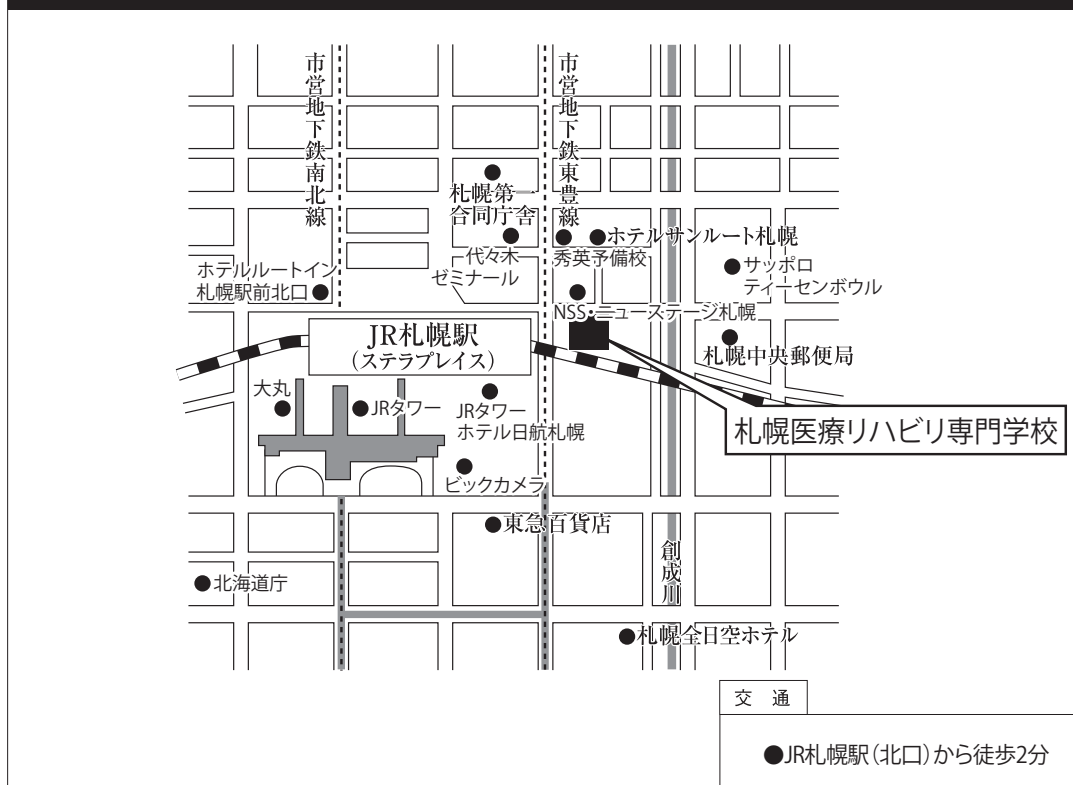 市営地下鉄南北線
市営地下鉄東豊線
札幌第一
合同庁舎
代々木
ゼミナール
秀英予備校
ホテルサンルート札幌
サッポロ
ティーセンボウル
ホテルルートイン
札幌駅前北口
NSS・ニューステージ札幌
JR札幌駅
(ステラプレイス)
札幌中央郵便局
大丸
JRタワー
JRタワー
ホテル日航札幌
札幌医療リハビリ専門学校
ビックカメラ
東急百貨店
創成川
北海道庁
札幌全日空ホテル
交 通
●JR札幌駅(北口)から徒歩2分